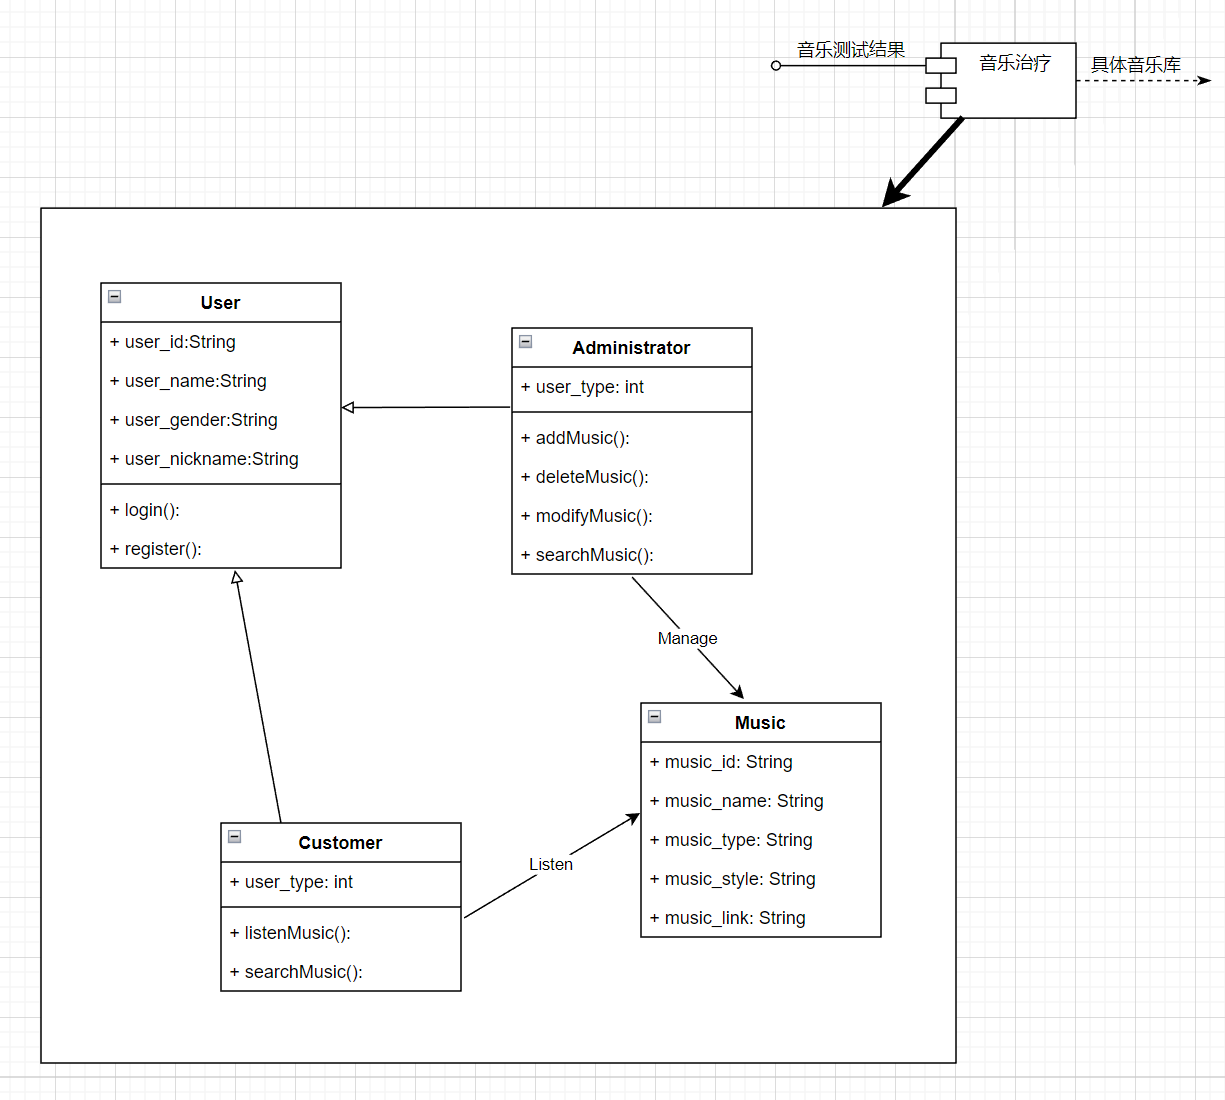 音乐测试结果
音乐治疗
具体音乐库
User
+ user_id:String
+ user_name:String
+ user_gender:String
+ user_nickname:String
+ login():
+ register():
Administrator
+ user_type: int
+ addMusic():
+ deleteMusic():
+ modifyMusic():
+ searchMusic():
Manage
Music
+ music_id: String
+ music_name: String
+ music_type: String
+ music_style: String
+ music_link: String
Customer
+ user_type: int
+ listenMusic():
+ searchMusic():
Listen